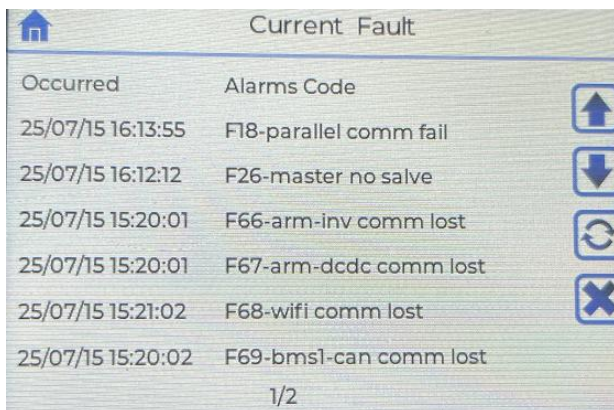 Current Fault
Occurred Alarms Code
25/07/15 16:13:55 F18-parallel comm fail
25/07/15 16:12:12 F26-master no salve
25/07/15 15:20:01 F66-arm-inv comm lost
25/07/15 15:20:01 F67-arm-dcdc comm lost
25/07/15 15:21:02 F68-wifi comm lost
25/07/15 15:20:02 F69-bms1-can comm lost
1/2